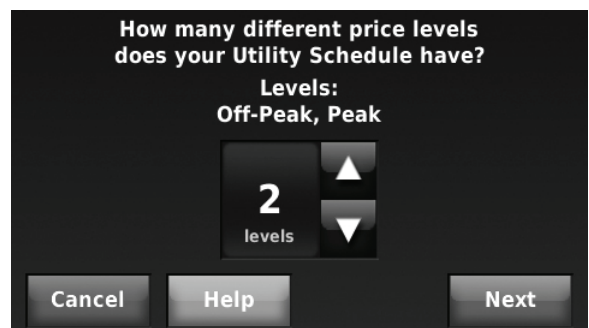 How many different price levels
does your Utility Schedule have?
Levels:
Off-Peak, Peak
2
levels
Cancel
Help
Next